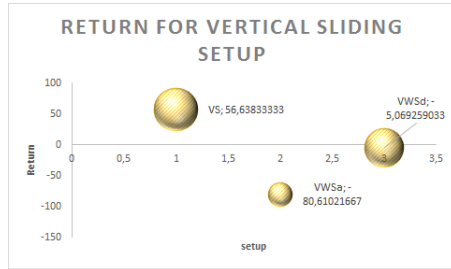 RETURN FOR VERTICAL SLIDING
SETUP
100
50
0
-50
-100
-150
0
0,5
1
1,5
2
2,5
3
3,5
VS; 56,63833333
VWSa; -
80,61021667
VWSd; -
5,069259033
Return
setup